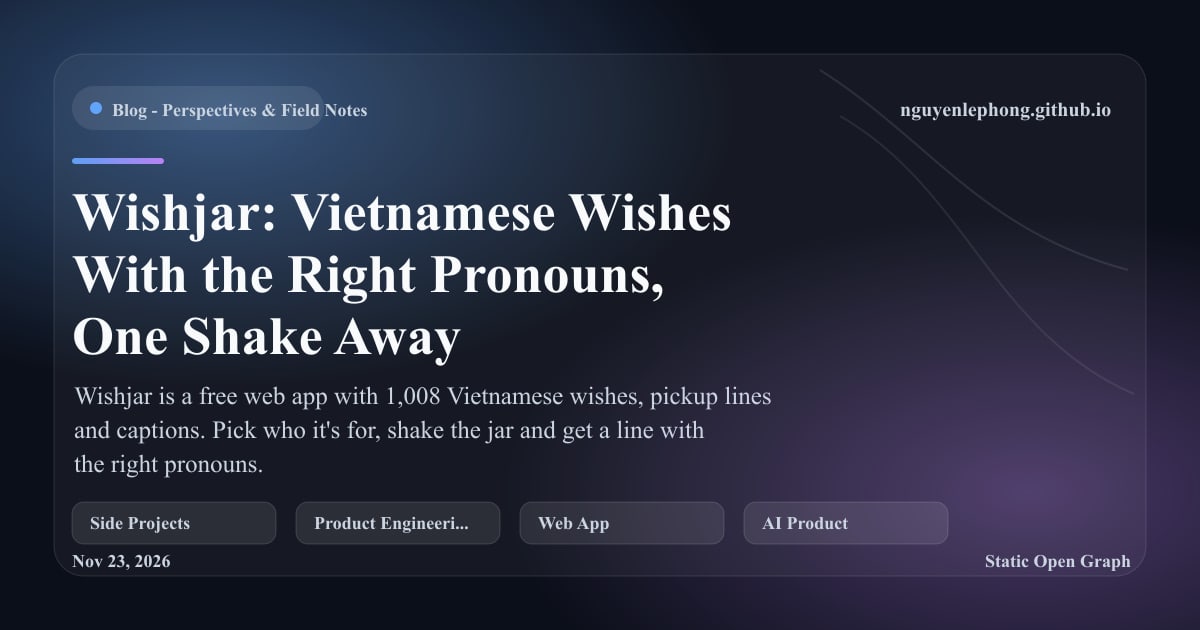 Blog - Perspectives & Field Notes
nguyenlephong.github.io
Wishjar: Vietnamese Wishes
With the Right Pronouns,
One Shake Away
Wishjar is a free web app with 1,008 Vietnamese wishes, pickup lines
and captions. Pick who it's for, shake the jar and get a line with
the right pronouns.
Side Projects
Product Engineeri...
Web App
AI Product
Nov 23, 2026
Static Open Graph